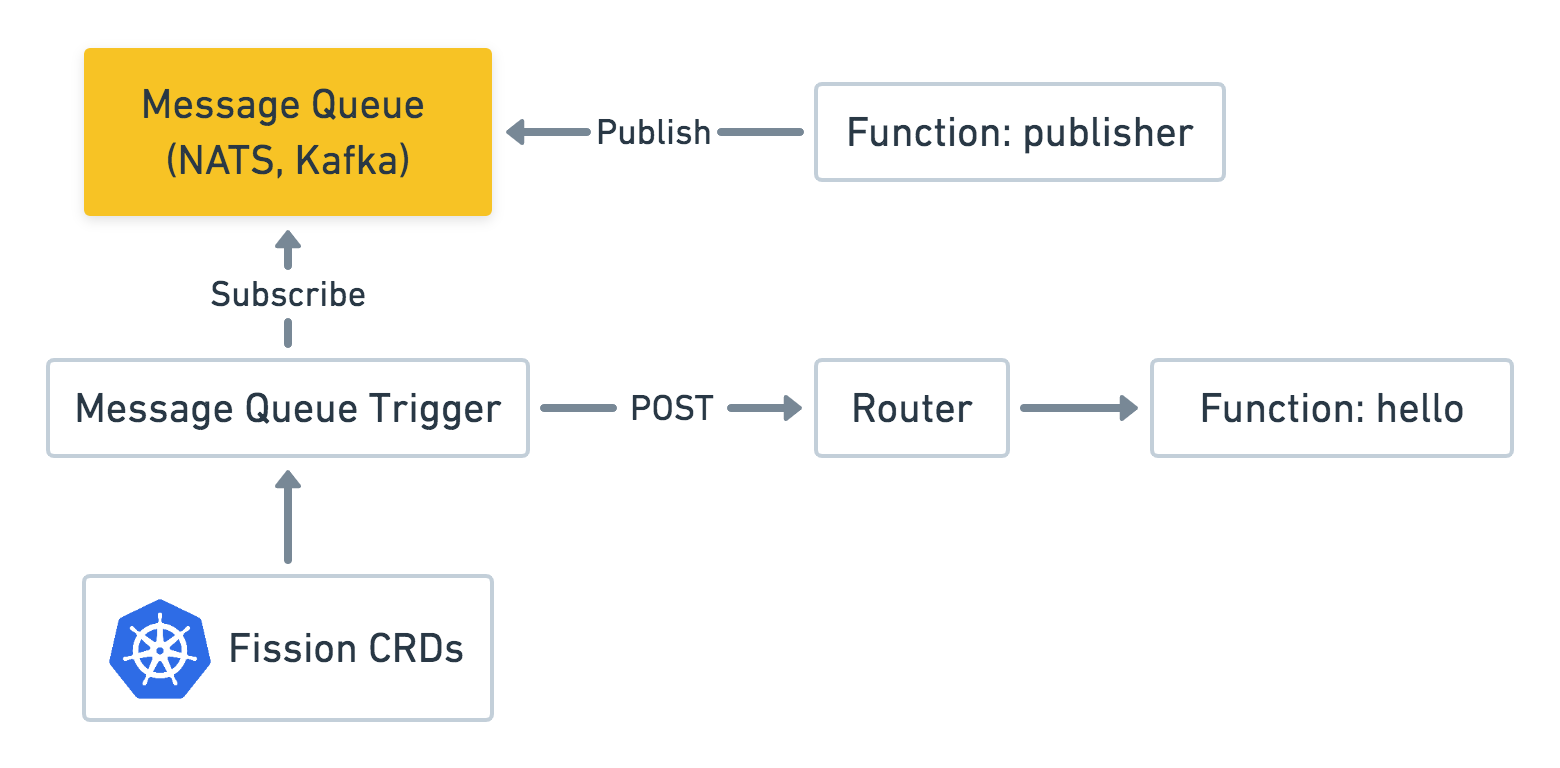 Message Queue
(NATS, Kafka)
Publish
Function: publisher
Subscribe
Message Queue Trigger
POST
Router
Function: hello
Fission CRDs